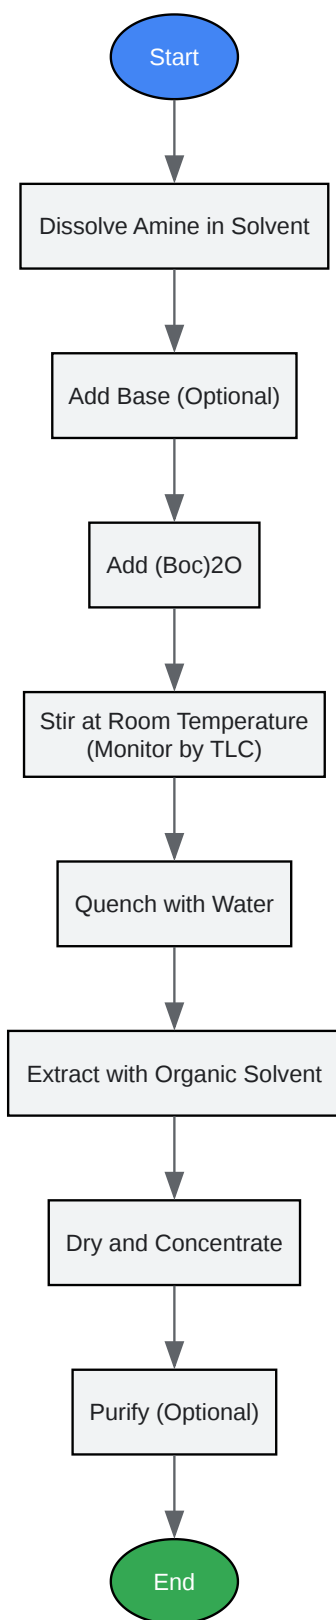 Start
Dissolve Amine in Solvent
Add Base (Optional)
Add (Boc)2O
Stir at Room Temperature
(Monitor by TLC)
Quench with Water
Extract with Organic Solvent
Dry and Concentrate
Purify (Optional)
End